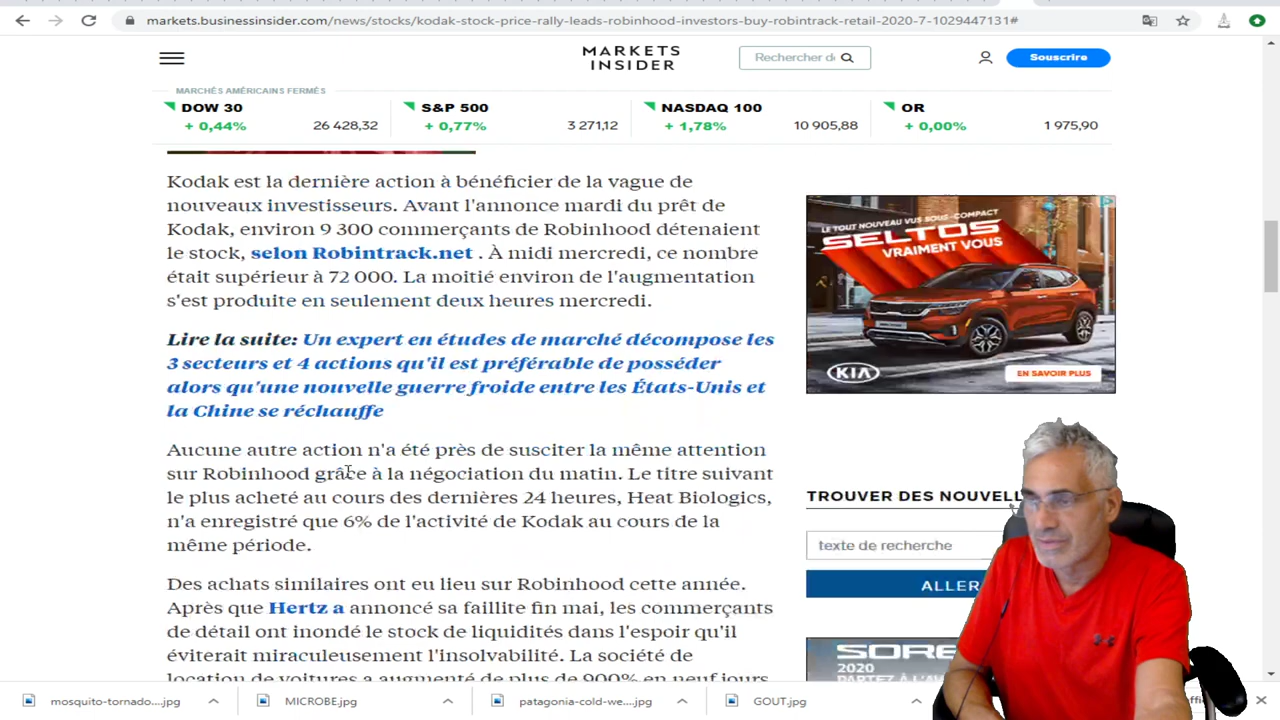 markets.businessinsider.com/news/stocks/kodak-stock-price-rally-leads-robinhood-investors-buy-robintrack-retail-2020-7-1029447131#
MARKETS
INSIDER
Rechercher d
Souscrire
MARCHÉS AMÉRICAINS FERMÉS
DOW 30
+ 0,44% 26 428,32
S&P 500
+ 0,77% 3 271,12
NASDAQ 100
+ 1,78% 10 905,88
OR
+ 0,00% 1 975,90
Kodak est la dernière action à bénéficier de la vague de
nouveaux investisseurs. Avant l'annonce mardi du prêt de
Kodak, environ 9 300 commerçants de Robinhood détenaient
le stock, selon Robintrack.net . À midi mercredi, ce nombre
était supérieur à 72 000. La moitié environ de l'augmentation
s'est produite en seulement deux heures mercredi.
Lire la suite: Un expert en études de marché décompose les
3 secteurs et 4 actions qu'il est préférable de posséder
alors qu'une nouvelle guerre froide entre les États-Unis et
la Chine se réchauffe
Aucune autre action n'a été près de susciter la même attention
sur Robinhood grâce à la négociation du matin. Le titre suivant
le plus acheté au cours des dernières 24 heures, Heat Biologics,
n'a enregistré que 6% de l'activité de Kodak au cours de la
même période.
Des achats similaires ont eu lieu sur Robinhood cette année.
Après que Hertz a annoncé sa faillite fin mai, les commerçants
de détail ont inondé le stock de liquidités dans l'espoir qu'il
éviterait miraculeusement l'insolvabilité. La société de
location de voitures a augmenté de plus de 900% en neuf jours
LE TOUT NOUVEAU VUS SOUS-COMPACT
SELTOS
VRAIMENT VOUS
KIA
EN SAVOIR PLUS
TROUVER DES NOUVELL
texte de recherche
ALLER
SORE
2020
mosquito-tornado....jpg
MICROBE.jpg
patagonia-cold-we....jpg
GOUT.jpg